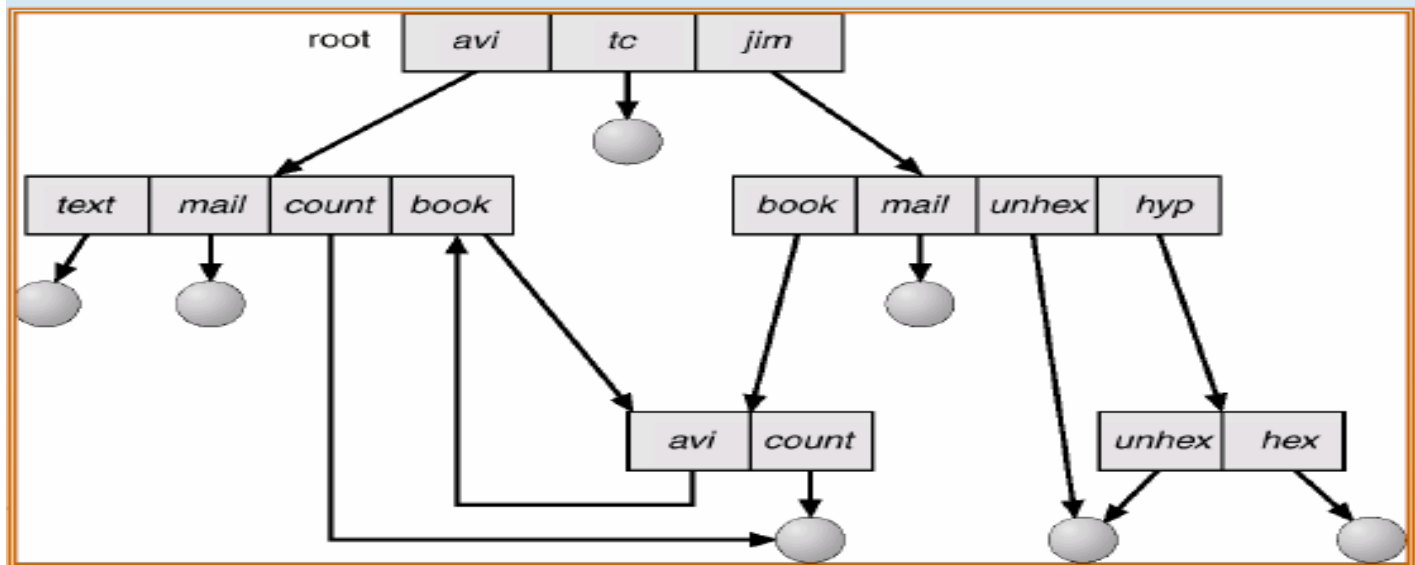 root avi tc jim
text mail count book book mail unhex hyp
avi count unhex hex